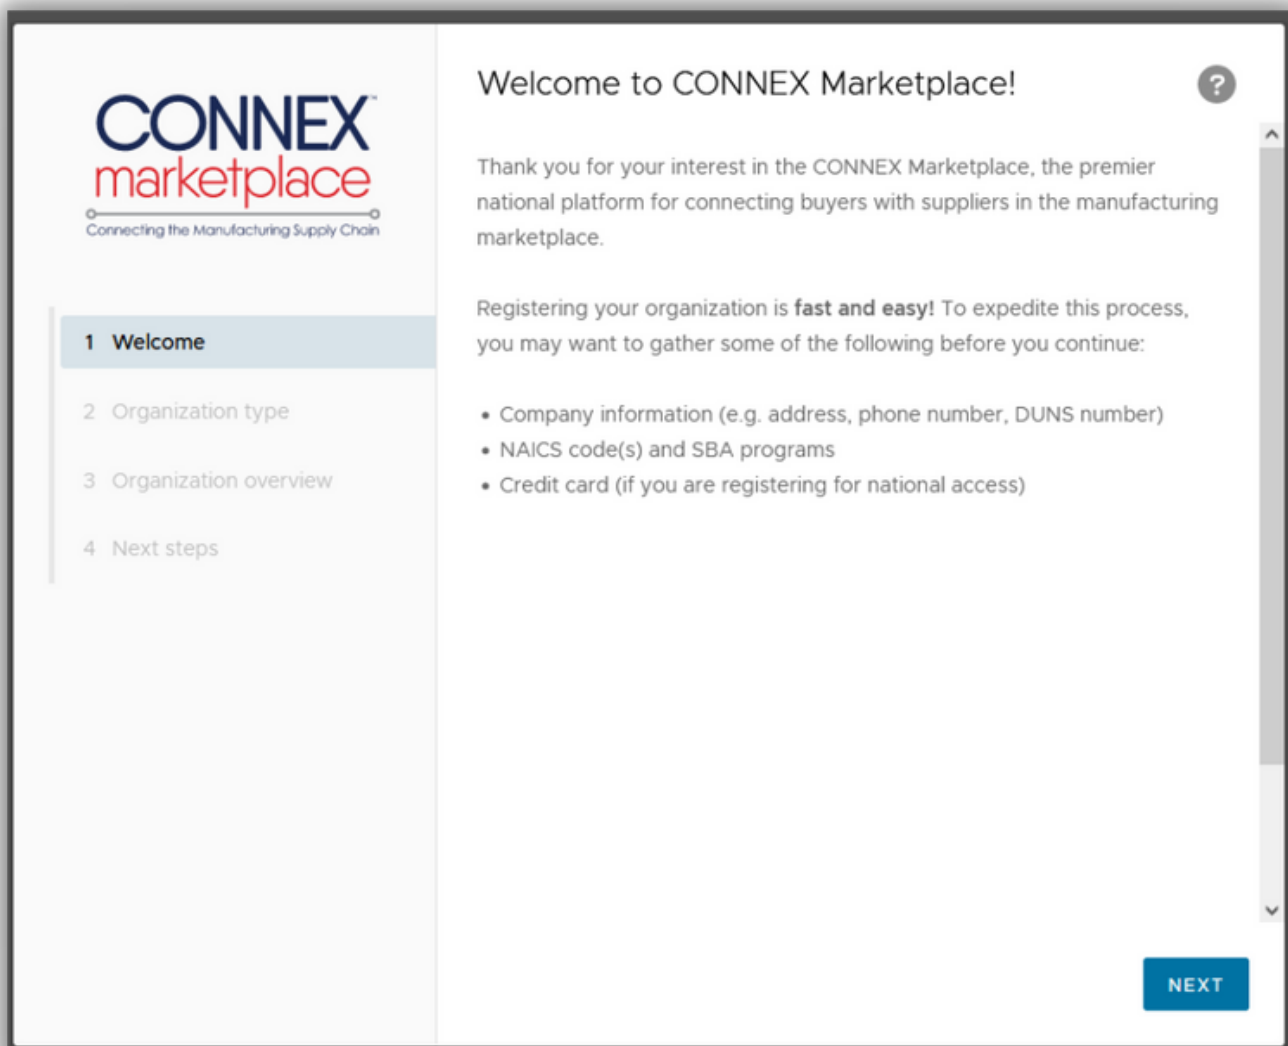 CONNEX™
marketplace
Connecting the Manufacturing Supply Chain
1 Welcome
2 Organization type
3 Organization overview
4 Next steps
Welcome to CONNEX Marketplace!
?
Thank you for your interest in the CONNEX Marketplace, the premier
national platform for connecting buyers with suppliers in the manufacturing
marketplace.
Registering your organization is fast and easy! To expedite this process,
you may want to gather some of the following before you continue:
• Company information (e.g. address, phone number, DUNS number)
• NAICS code(s) and SBA programs
• Credit card (if you are registering for national access)
NEXT